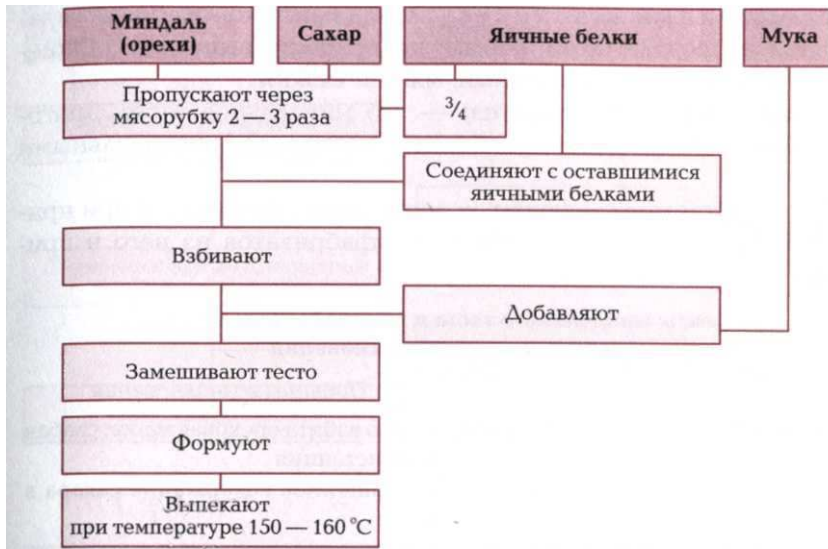 Миндаль
(орехи)
Сахар
Яичные белки
Мука
Пропускают через
мясорубку 2 — 3 раза
3/4
Соединяют с оставшимися
яичными белками
Взбивают
Добавляют
Замешивают тесто
Формуют
Выпекают
при температуре 150 — 160 °С